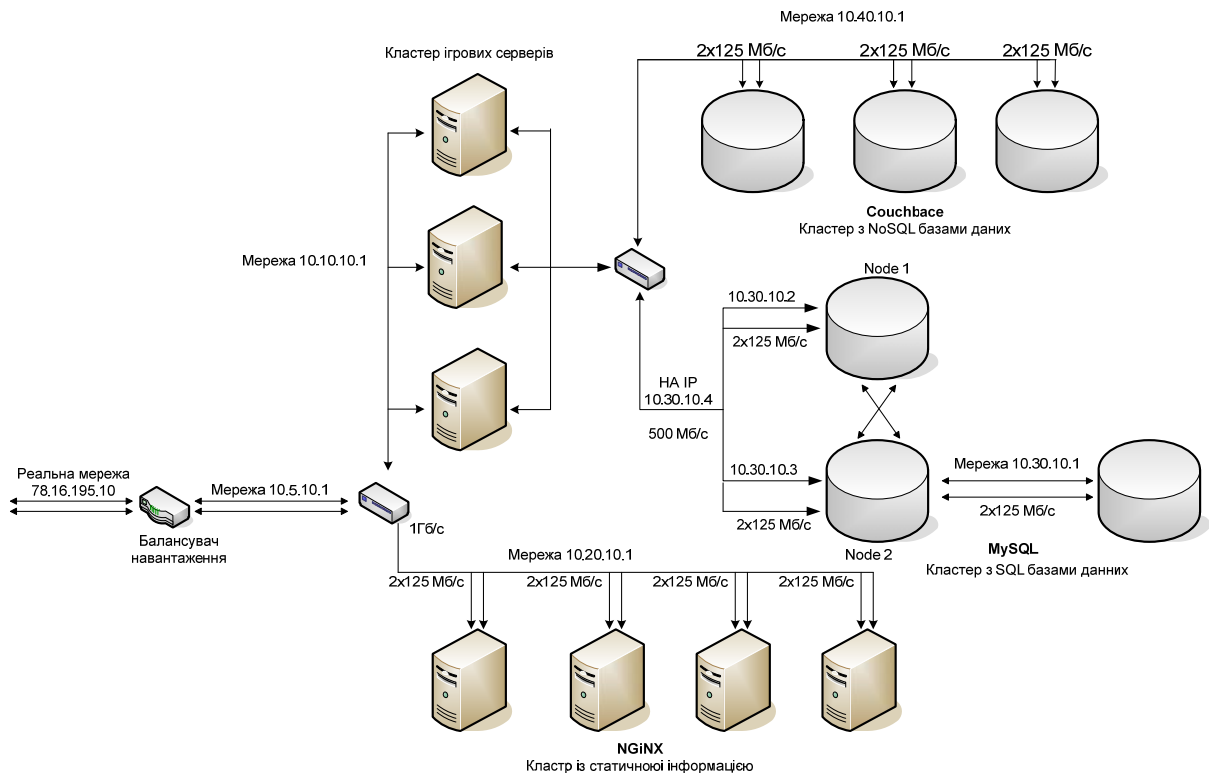 Мережа 10.40.10.1
2x125 Мб/с
2x125 Мб/с
2x125 Мб/с
Кластер ігрових серверів
Couchbace
Кластер з NoSQL базами даних
Мережа 10.10.10.1
Node 1
10.30.10.2
2x125 Мб/с
НА IP
10.30.10.4
500 Мб/с
10.30.10.3
2x125 Мб/с
Мережа 10.30.10.1
2x125 Мб/с
Node 2
MySQL
Кластер з SQL базами данних
Реальна мережа
78.16.195.10
Мережа 10.5.10.1
Балансувач
навантаження
1Гб/с
Мережа 10.20.10.1
2x125 Мб/с
2x125 Мб/с
2x125 Мб/с
2x125 Мб/с
NGiNX
Кластр із статичноюі інформацією